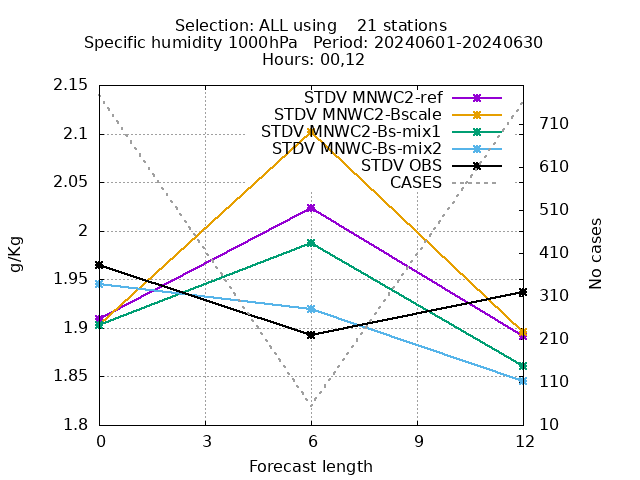 Selection: ALL using    21 stations
Specific humidity 1000hPa   Period: 20240601-20240630
Hours: 00,12
STDV MNWC2-ref
STDV MNWC2-Bscale
STDV MNWC2-Bs-mix1
STDV MNWC-Bs-mix2
STDV OBS
CASES
2.15
2.1
2.05
2
1.95
1.9
1.85
1.8
g/Kg
710
610
510
410
310
210
110
10
No cases
0 3 6 9 12
Forecast length